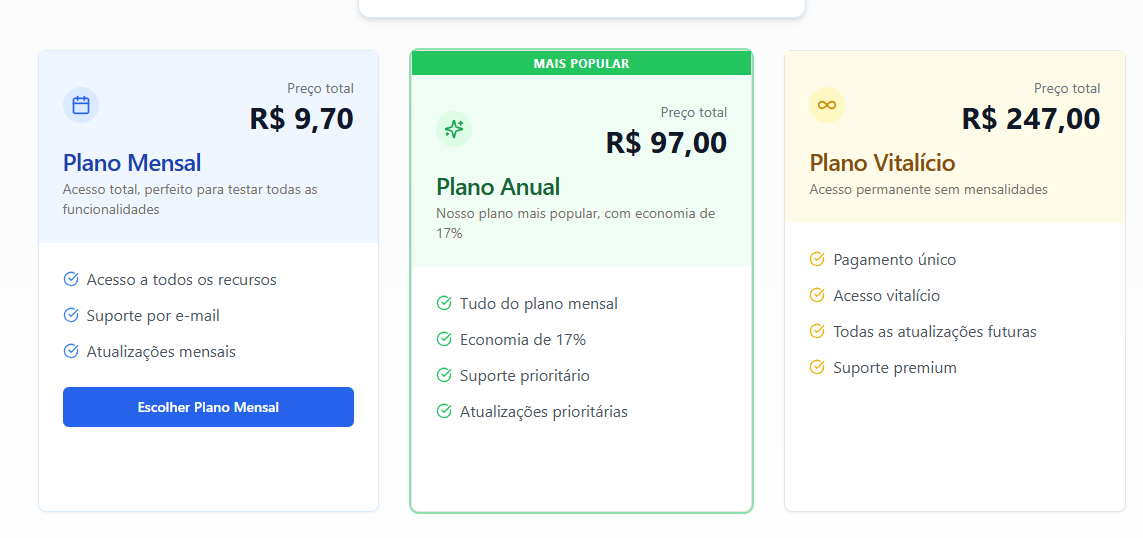 Preço total
R$ 9,70
Plano Mensal
Acesso total, perfeito para testar todas as
funcionalidades
Acesso a todos os recursos
Suporte por e-mail
Atualizações mensais
Escolher Plano Mensal
MAIS POPULAR
Preço total
R$ 97,00
Plano Anual
Nosso plano mais popular, com economia de
17%
Tudo do plano mensal
Economia de 17%
Suporte prioritário
Atualizações prioritárias
Preço total
R$ 247,00
Plano Vitalício
Acesso permanente sem mensalidades
Pagamento único
Acesso vitalício
Todas as atualizações futuras
Suporte premium